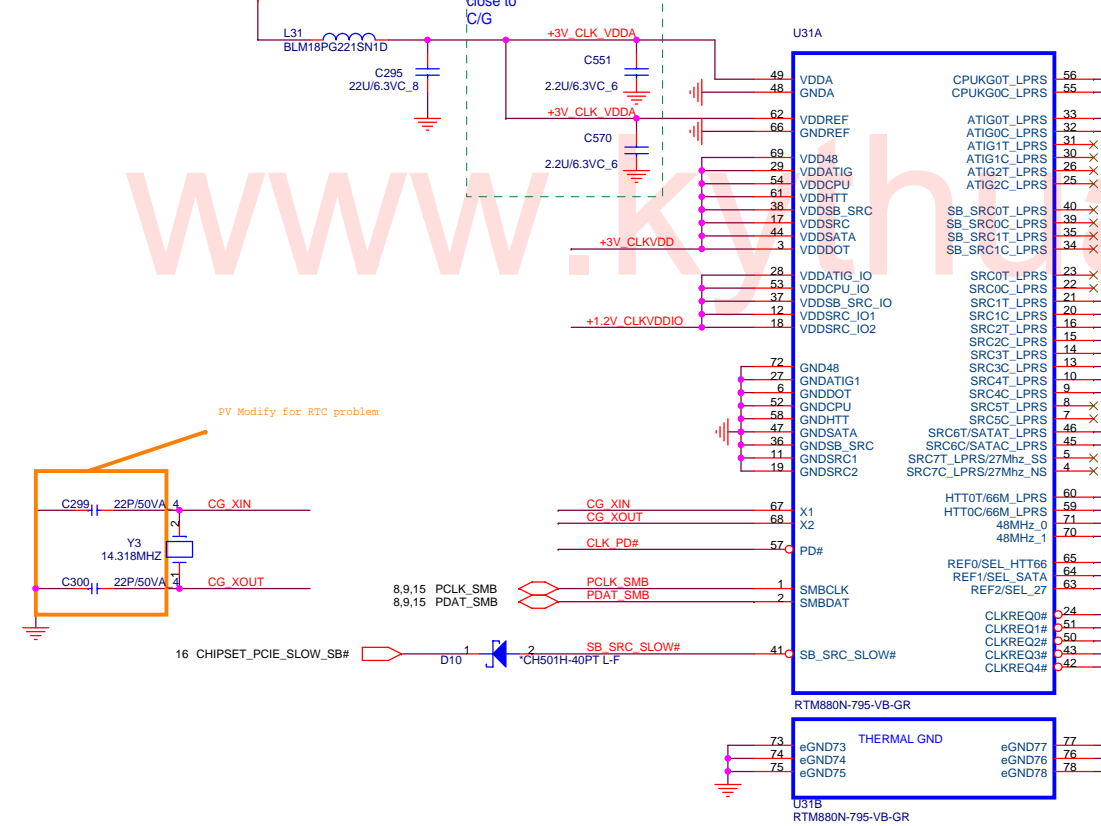 close to
C/G
L31
BLM18PG221SN1D
+3V_CLK_VDDA
C551
2.2U/6.3VC_6
C295
22U/6.3VC_8
+3V_CLK_VDDA
C570
2.2U/6.3VC_6
+3V_CLKVDD
+1.2V_CLKVDDIO
www.kythu
U31A
49 VDDA CPUKG0T_LPRS 56
48 GNDA CPUKG0C_LPRS 55
62 VDDREF ATIG0T_LPRS 33
66 GNDREF ATIG0C_LPRS 32
ATIG1T_LPRS 31
69 VDD48 ATIG1C_LPRS 30
29 VDDATIG ATIG2T_LPRS 26
54 VDDCPU ATIG2C_LPRS 25
61 VDDHTT
38 VDDSB_SRC SB_SRC0T_LPRS 40
17 VDDSRC SB_SRC0C_LPRS 39
44 VDDSATA SB_SRC1T_LPRS 35
3 VDDDOT SB_SRC1C_LPRS 34
28 VDDATIG_IO SRC0T_LPRS 23
53 VDDCPU_IO SRC0C_LPRS 22
37 VDDSB_SRC_IO SRC1T_LPRS 21
12 VDDSRC_IO1 SRC1C_LPRS 20
18 VDDSRC_IO2 SRC2T_LPRS 16
SRC2C_LPRS 15
SRC3T_LPRS 14
72 GND48 SRC3C_LPRS 13
27 GNDATIG1 SRC4T_LPRS 10
6 GNDDOT SRC4C_LPRS 9
52 GNDCPU SRC5T_LPRS 8
58 GNDHTT SRC5C_LPRS 7
47 GNDSATA SRC6T/SATAT_LPRS 46
36 GNDSB_SRC SRC6C/SATAC_LPRS 45
11 GNDSRC1 SRC7T_LPRS/27Mhz_SS 5
19 GNDSRC2 SRC7C_LPRS/27Mhz_NS 4
HTT0T/66M_LPRS 60
CG_XIN 67 X1 HTT0C/66M_LPRS 59
CG_XOUT 68 X2 48MHz_0 71
48MHz_1 70
CLK_PD# 57 PD#
REF0/SEL_HTT66 65
REF1/SEL_SATA 64
8,9,15 PCLK_SMB PCLK_SMB 1 SMBCLK REF2/SEL_27 63
8,9,15 PDAT_SMB PDAT_SMB 2 SMBDAT
CLKREQ0# 24
CLKREQ1# 51
CLKREQ2# 50
16 CHIPSET_PCIE_SLOW_SB# 1 D10 2 *CH501H-40PT L-F SB_SRC_SLOW# 41 SB_SRC_SLOW# CLKREQ3# 43
CLKREQ4# 42
RTM880N-795-VB-GR
PV Modify for RTC problem
C299 22P/50VA_4 CG_XIN
2
Y3
14.318MHZ
1
C300 22P/50VA_4 CG_XOUT
THERMAL GND
73 eGND73 eGND77 77
74 eGND74 eGND76 76
75 eGND75 eGND78 78
U31B
RTM880N-795-VB-GR